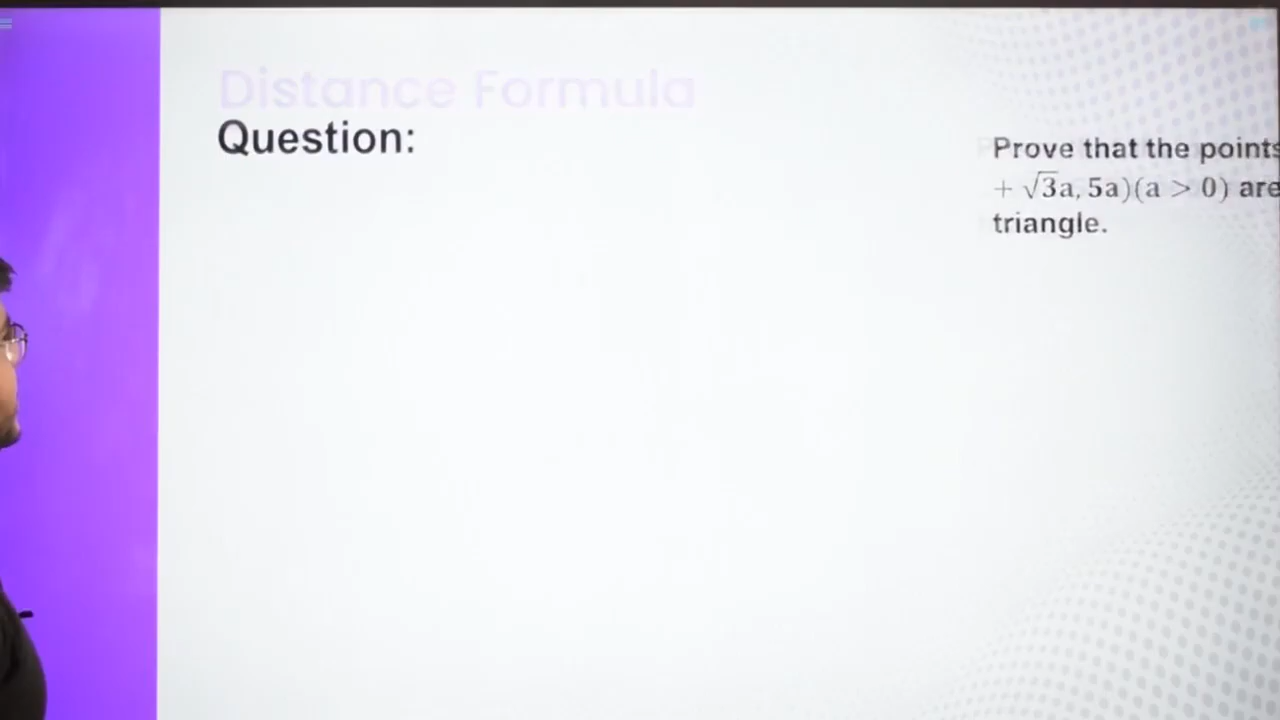 Distance Formula
Question:
Prove that the points
+ √3a, 5a)(a > 0) are
triangle.